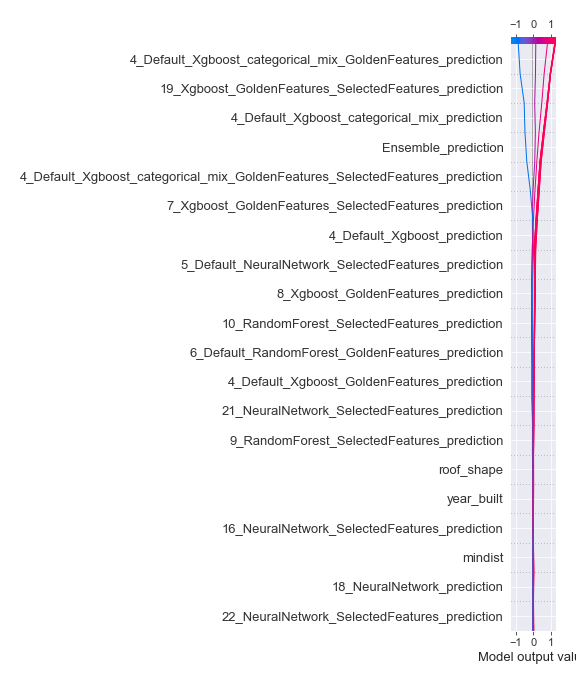 −1 0 1
4_Default_Xgboost_categorical_mix_GoldenFeatures_prediction
19_Xgboost_GoldenFeatures_SelectedFeatures_prediction
4_Default_Xgboost_categorical_mix_prediction
Ensemble_prediction
4_Default_Xgboost_categorical_mix_GoldenFeatures_SelectedFeatures_prediction
7_Xgboost_GoldenFeatures_SelectedFeatures_prediction
4_Default_Xgboost_prediction
5_Default_NeuralNetwork_SelectedFeatures_prediction
8_Xgboost_GoldenFeatures_prediction
10_RandomForest_SelectedFeatures_prediction
6_Default_RandomForest_GoldenFeatures_prediction
4_Default_Xgboost_GoldenFeatures_prediction
21_NeuralNetwork_SelectedFeatures_prediction
9_RandomForest_SelectedFeatures_prediction
roof_shape
year_built
16_NeuralNetwork_SelectedFeatures_prediction
mindist
18_NeuralNetwork_prediction
22_NeuralNetwork_SelectedFeatures_prediction
−1 0 1
Model output valu